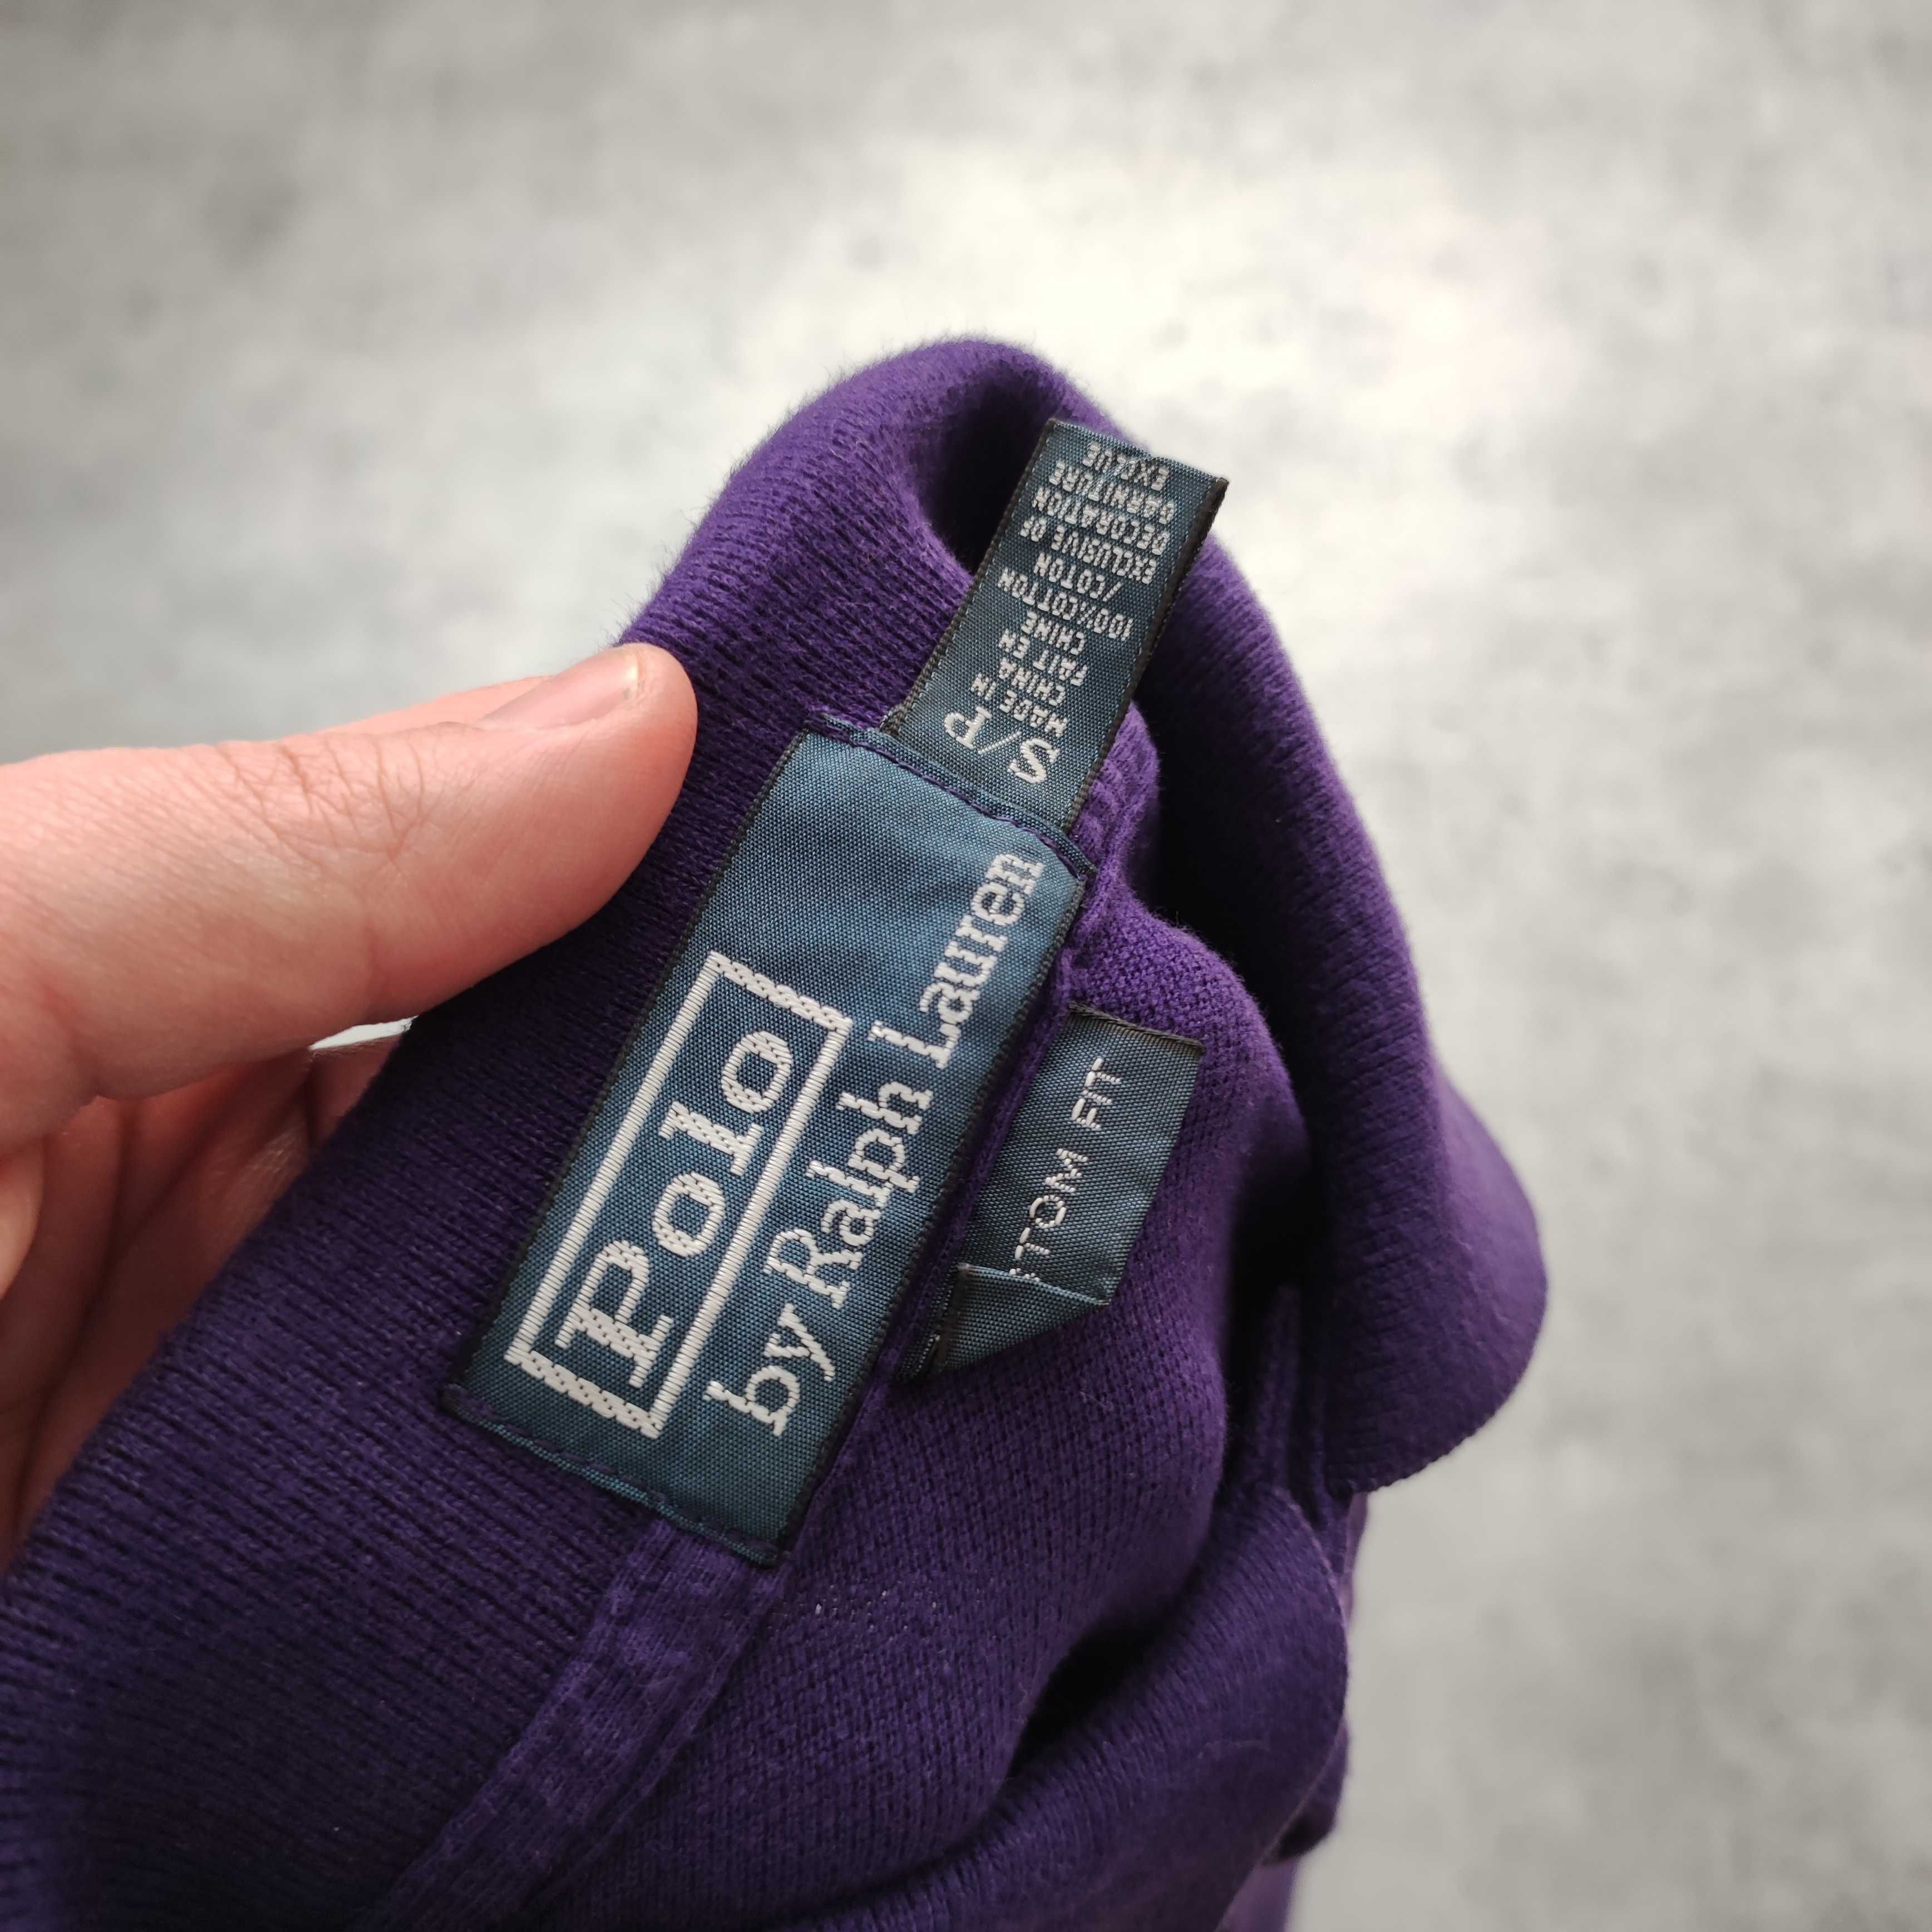 Polo
by Ralph Lauren
S/P
MADE IN
CHINA
FAIT EN
CHINE
100%COTTON
/COTON
EXCLUSIVE OF
DECORATION
GARNITURE
EXCLUE
TOM FIT